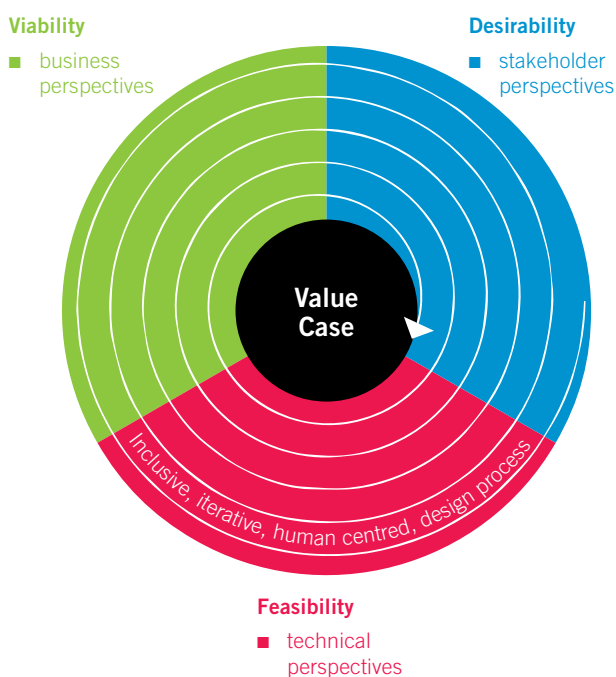 Viability
■ business
perspectives
Desirability
■ stakeholder
perspectives
Value
Case
Inclusive, iterative, human centred, design process
Feasibility
■ technical
perspectives